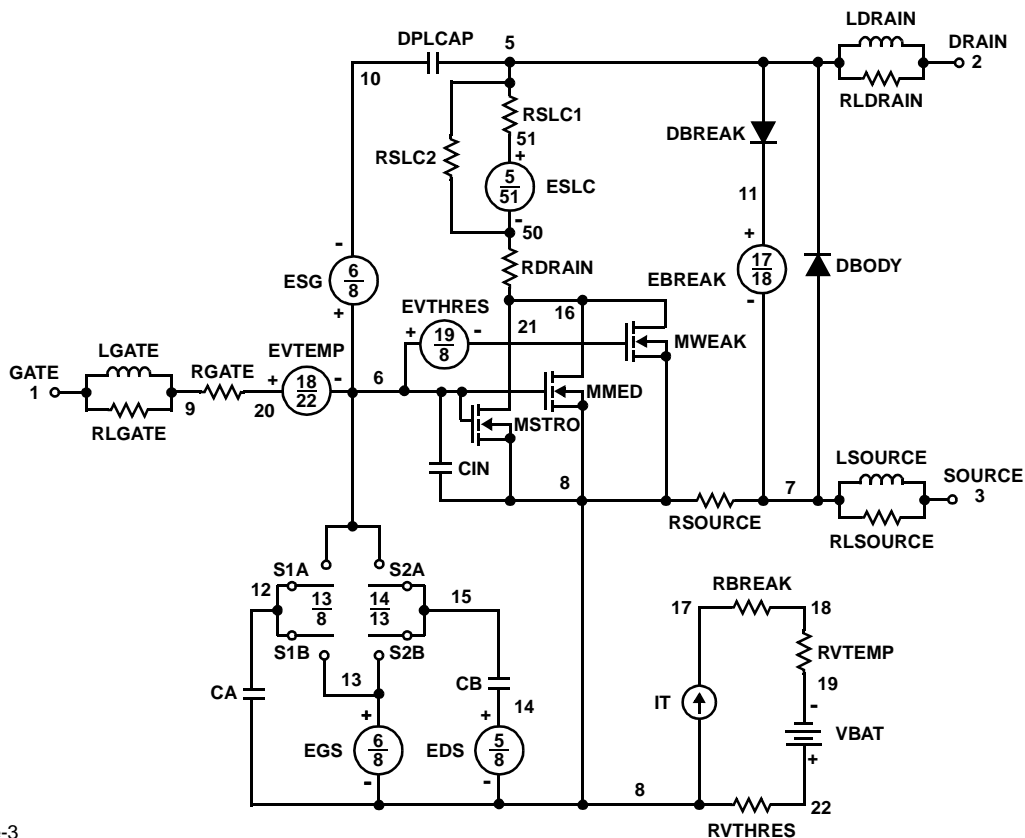 LDRAIN
DPLCAP 5 DRAIN
10 2
RLDRAIN
RSLC1
DBREAK
51
RSLC2 +
5
51
ESLC 11
-
50
- +
17
18
DBODY
6
8
ESG RDRAIN EBREAK
-
+ EVTHRES 16
+ 19
8
- 21 MWEAK
LGATE EVTEMP
GATE RGATE + 18
22
- 6 MMED
1 9 20
RLGATE MSTRO
LSOURCE
CIN 8 7 SOURCE
3
RSOURCE
RLSOURCE
S1A S2A
12 13
8
14
13
15 RBREAK
17 18
S1B S2B RVTEMP
13 19
CA CB
14 IT -
+ + VBAT
EGS 6
8
EDS 5
8
+
- - 8
22
RVTHRES
-3